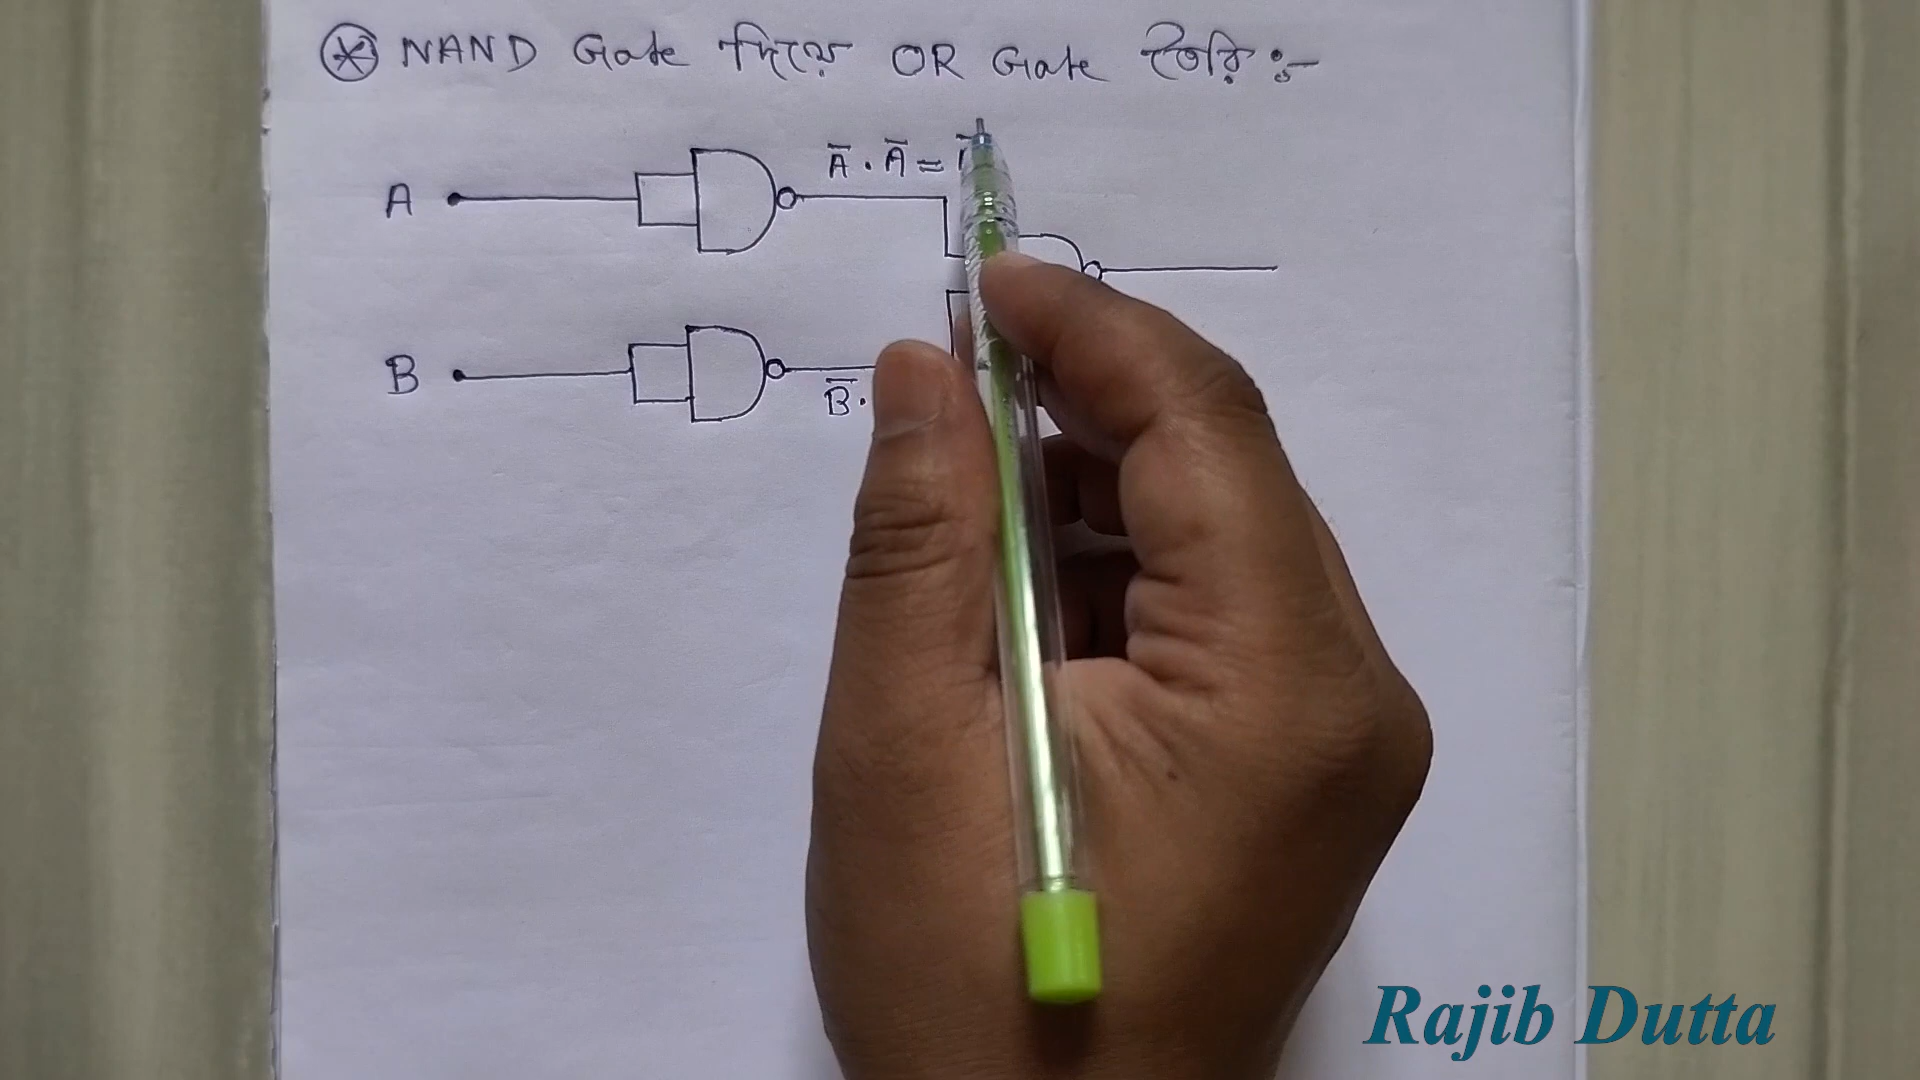 * NAND Gate দিয়ে OR Gate তৈরি :-
A
Ā . Ā =
B
B̄ .
Rajib Dutta